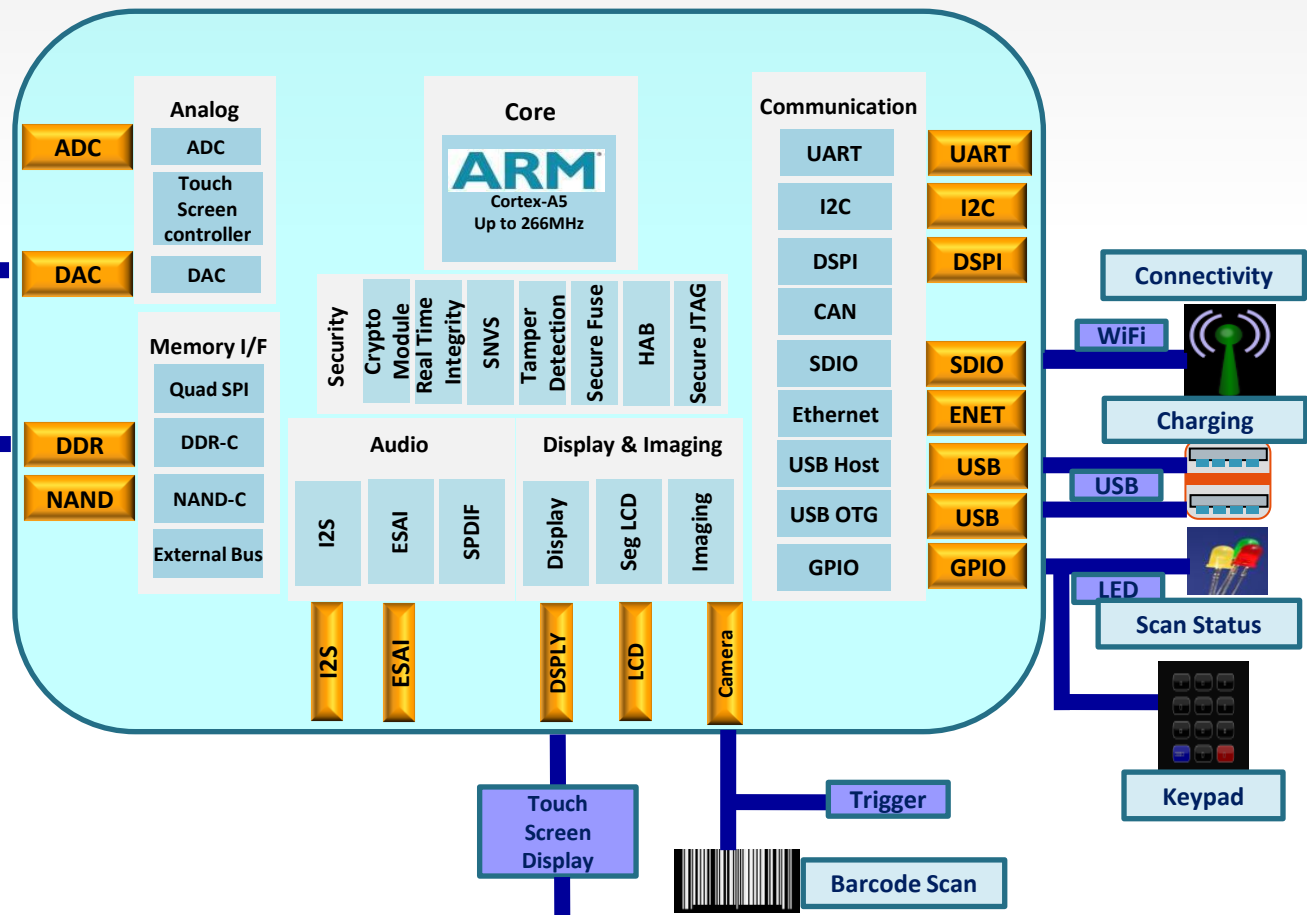 Analog
ADC
ADC
Touch
Screen
controller
DAC
DAC
Memory I/F
Quad SPI
DDR
DDR-C
NAND
NAND-C
External Bus
Core
ARM
Cortex-A5
Up to 266MHz
Security
Crypto
Module
Real Time
Integrity
SNVS
Tamper
Detection
Secure Fuse
HAB
Secure JTAG
Audio
I2S
ESAI
SPDIF
Display & Imaging
Display
Seg LCD
Imaging
I2S
ESAI
DSPLY
LCD
Camera
Communication
UART
UART
I2C
I2C
DSPI
DSPI
CAN
SDIO
SDIO
Ethernet
ENET
USB Host
USB
USB OTG
USB
GPIO
GPIO
Connectivity
WiFi
Charging
USB
LED
Scan Status
Keypad
Touch
Screen
Display
Trigger
Barcode Scan